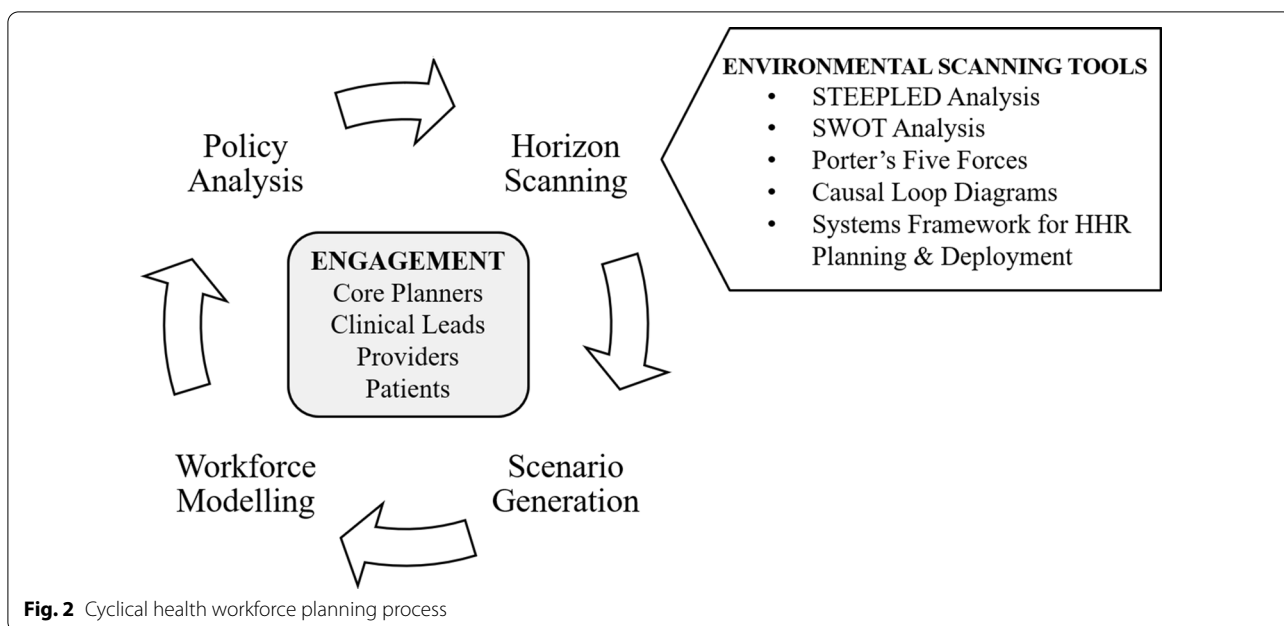 Policy
Analysis
Horizon
Scanning
ENVIRONMENTAL SCANNING TOOLS
• STEEPLED Analysis
• SWOT Analysis
• Porter's Five Forces
• Causal Loop Diagrams
• Systems Framework for HHR
Planning & Deployment
ENGAGEMENT
Core Planners
Clinical Leads
Providers
Patients
Workforce
Modelling
Scenario
Generation
Fig. 2 Cyclical health workforce planning process